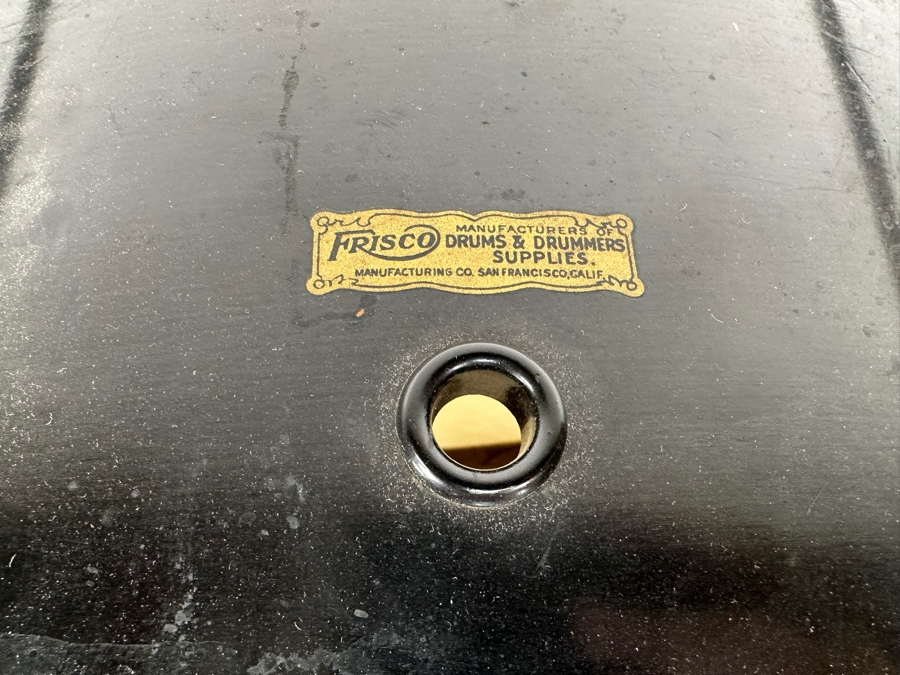 FRISCO
MANUFACTURERS OF
DRUMS & DRUMMERS
SUPPLIES.
MANUFACTURING CO. SAN FRANCISCO, CALIF.